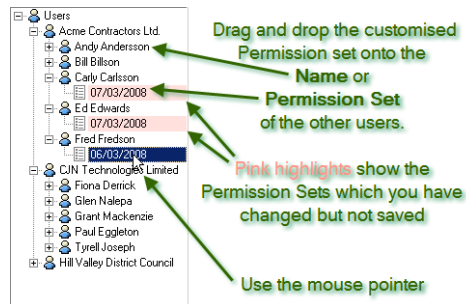 Users
Acme Contractors Ltd.
Andy Andersson
Bill Billson
Carly Carlsson
07/03/2008
Ed Edwards
07/03/2008
Fred Fredson
06/03/2008
CJN Technologies Limited
Fiona Derrick
Glen Nalepa
Grant Mackenzie
Paul Eggleton
Tyrell Joseph
Hill Valley District Council
Drag and drop the customised
Permission set onto the
Name or
Permission Set
of the other users.
Pink highlights show the
Permission Sets which you have
changed but not saved
Use the mouse pointer